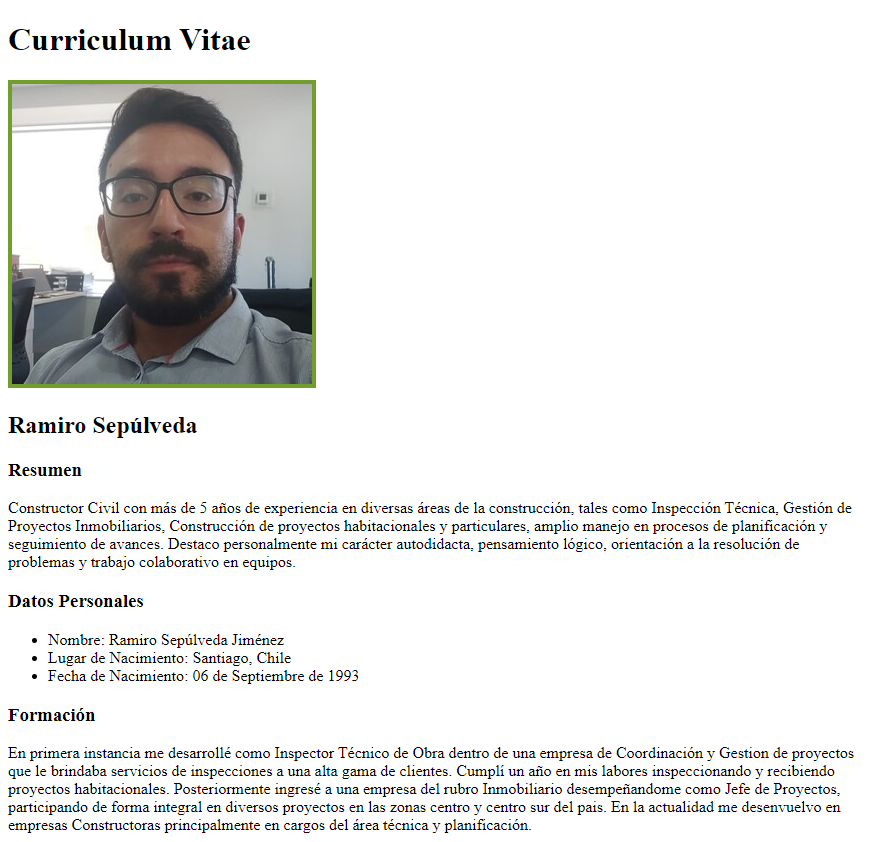 Curriculum Vitae
Ramiro Sepúlveda
Resumen
Constructor Civil con más de 5 años de experiencia en diversas áreas de la construcción, tales como Inspección Técnica, Gestión de
Proyectos Inmobiliarios, Construcción de proyectos habitacionales y particulares, amplio manejo en procesos de planificación y
seguimiento de avances. Destaco personalmente mi carácter autodidacta, pensamiento lógico, orientación a la resolución de
problemas y trabajo colaborativo en equipos.
Datos Personales
• Nombre: Ramiro Sepúlveda Jiménez
• Lugar de Nacimiento: Santiago, Chile
• Fecha de Nacimiento: 06 de Septiembre de 1993
Formación
En primera instancia me desarrollé como Inspector Técnico de Obra dentro de una empresa de Coordinación y Gestion de proyectos
que le brindaba servicios de inspecciones a una alta gama de clientes. Cumplí un año en mis labores inspeccionando y recibiendo
proyectos habitacionales. Posteriormente ingresé a una empresa del rubro Inmobiliario desempeñandome como Jefe de Proyectos,
participando de forma integral en diversos proyectos en las zonas centro y centro sur del pais. En la actualidad me desenvuelvo en
empresas Constructoras principalmente en cargos del área técnica y planificación.